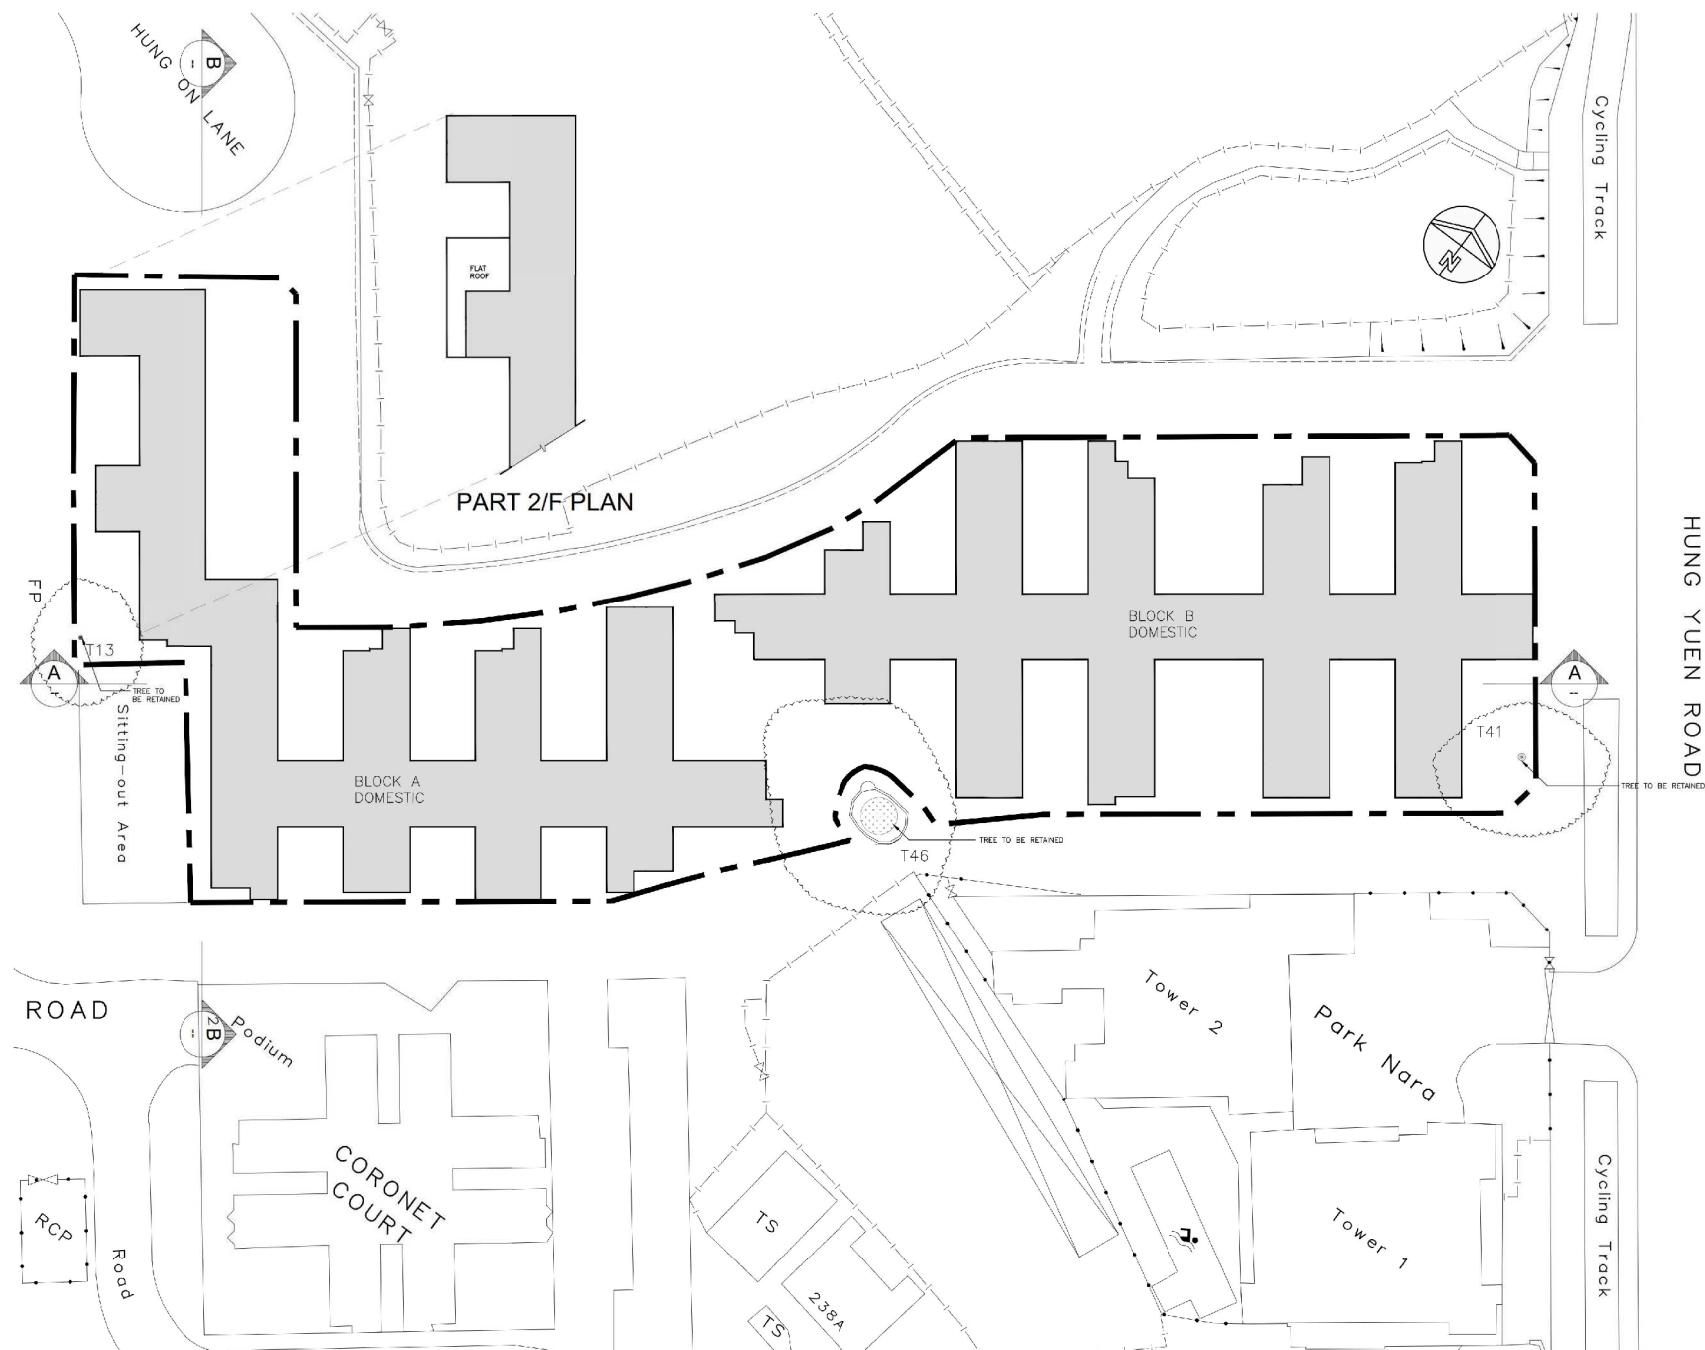 HUNG ON LANE
B
--
Cycling Track
N
FLAT
ROOF
PART 2/F PLAN
HUNG YUEN ROAD
FP
T13
A
--
TREE TO
BE RETAINED
Sitting-out Area
BLOCK B
DOMESTIC
A
--
T41
TREE TO BE RETAINED
BLOCK A
DOMESTIC
TREE TO BE RETAINED
T46
ROAD
2B
--
Podium
Tower 2
Park Nara
CORONET
COURT
RCP
Road
TS
238A
TS
Tower 1
Cycling Track